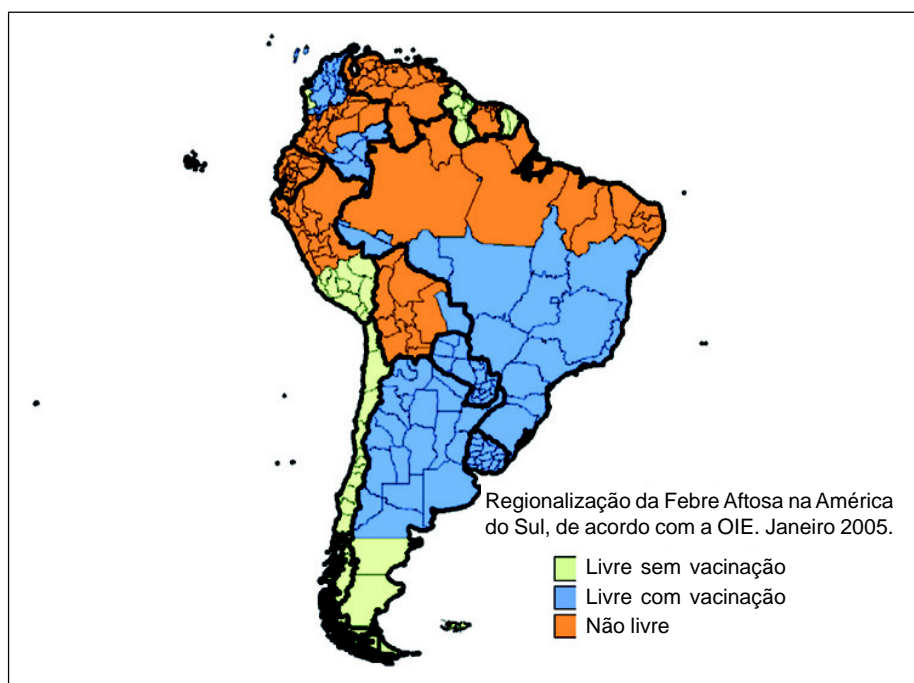 Regionalização da Febre Aftosa na América
do Sul, de acordo com a OIE. Janeiro 2005.
Livre sem vacinação
Livre com vacinação
Não livre